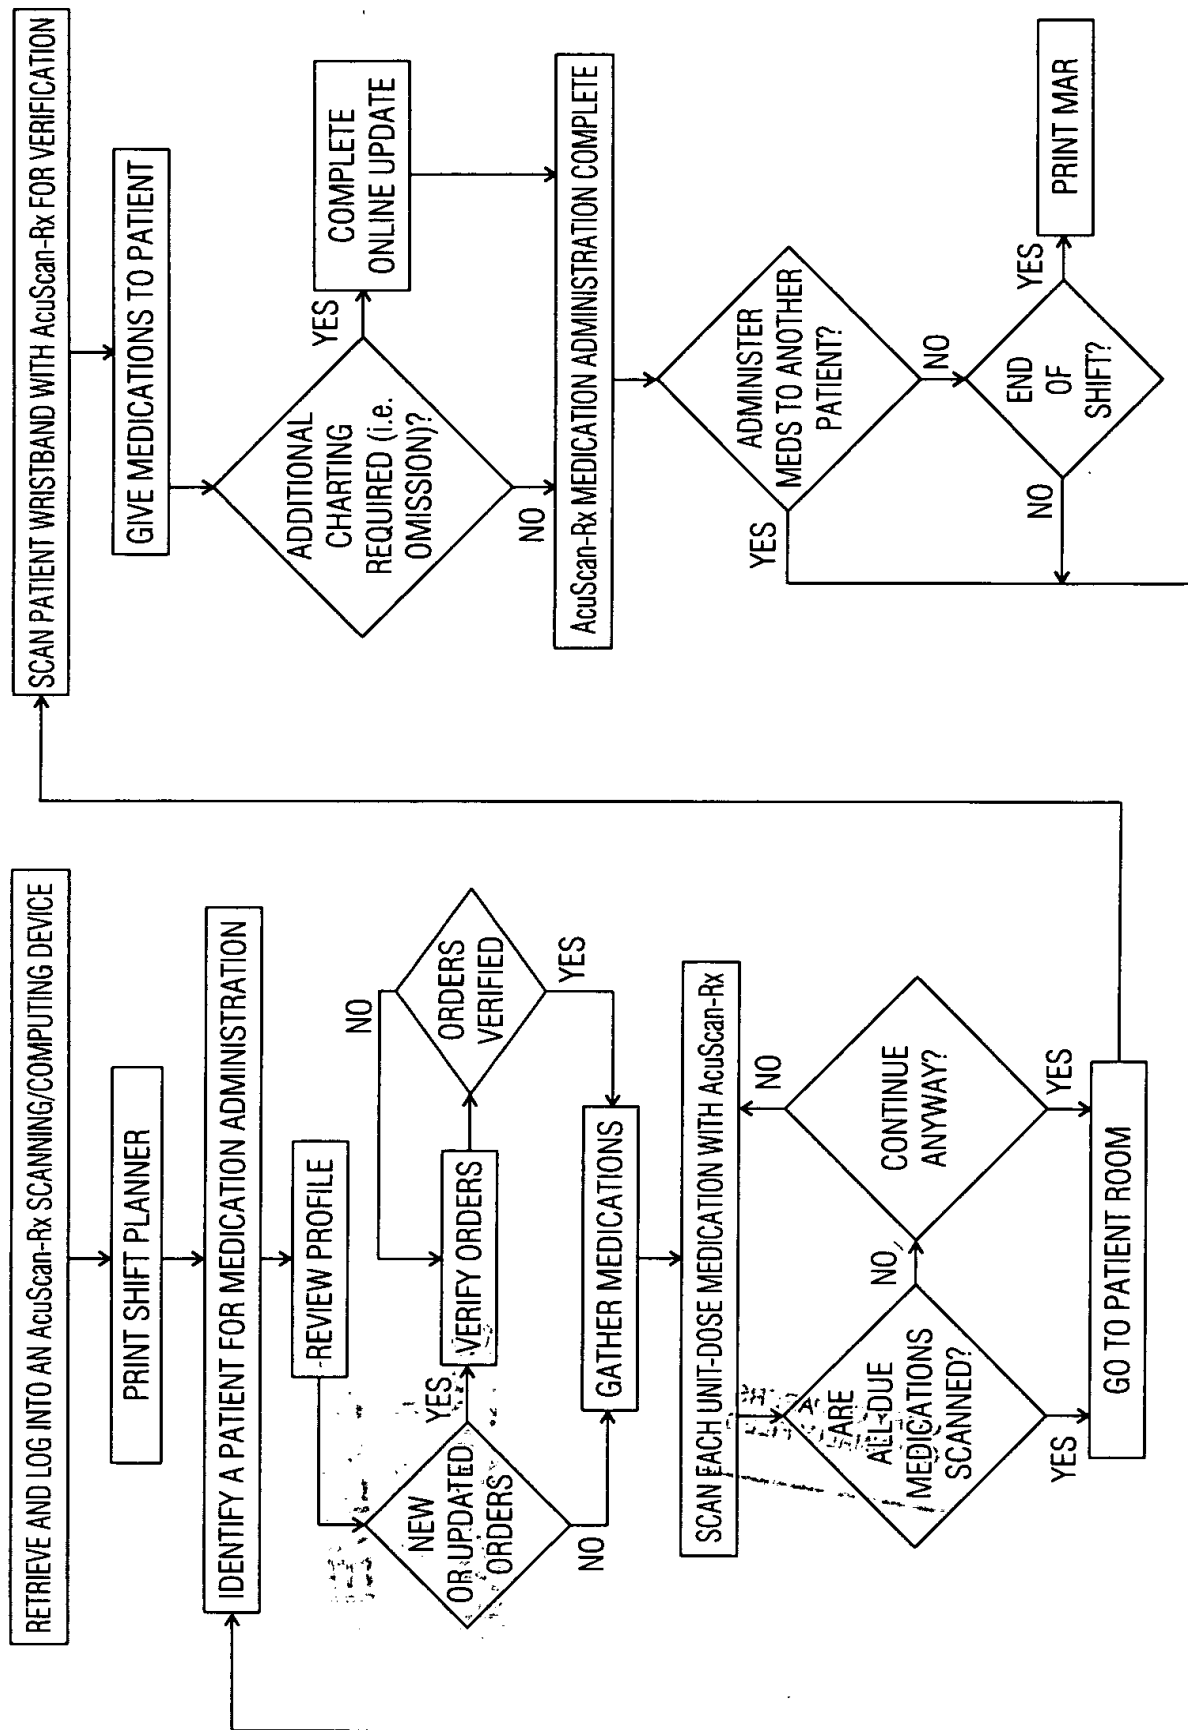 RETRIEVE AND LOG INTO AN AcuScan-Rx SCANNING/COMPUTING DEVICE
PRINT SHIFT PLANNER
IDENTIFY A PATIENT FOR MEDICATION ADMINISTRATION
REVIEW PROFILE
NEW
OR UPDATED
ORDERS
YES
NO
VERIFY ORDERS
ORDERS
VERIFIED
NO
YES
GATHER MEDICATIONS
SCAN EACH UNIT-DOSE MEDICATION WITH AcuScan-Rx
ARE
ALL DUE
MEDICATIONS
SCANNED?
NO
YES
CONTINUE
ANYWAY?
NO
YES
GO TO PATIENT ROOM
SCAN PATIENT WRISTBAND WITH AcuScan-Rx FOR VERIFICATION
GIVE MEDICATIONS TO PATIENT
ADDITIONAL
CHARTING
REQUIRED (i.e.
OMISSION)?
YES
NO
COMPLETE
ONLINE UPDATE
AcuScan-Rx MEDICATION ADMINISTRATION COMPLETE
ADMINISTER
MEDS TO ANOTHER
PATIENT?
YES
NO
END
OF
SHIFT?
NO
YES
PRINT MAR